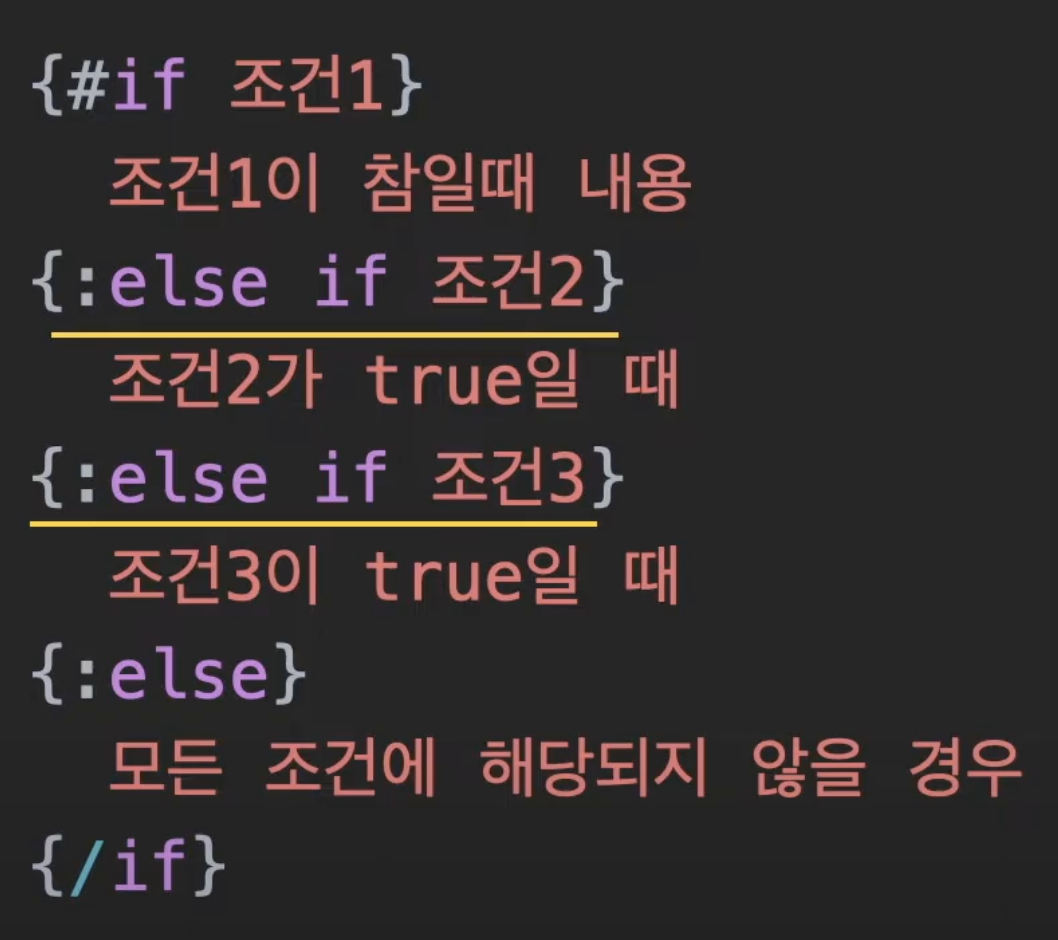 {#if 조건1}
조건1이 참일때 내용
{:else if 조건2}
조건2가 true일 때
{:else if 조건3}
조건3이 true일 때
{:else}
모든 조건에 해당되지 않을 경우
{/if}